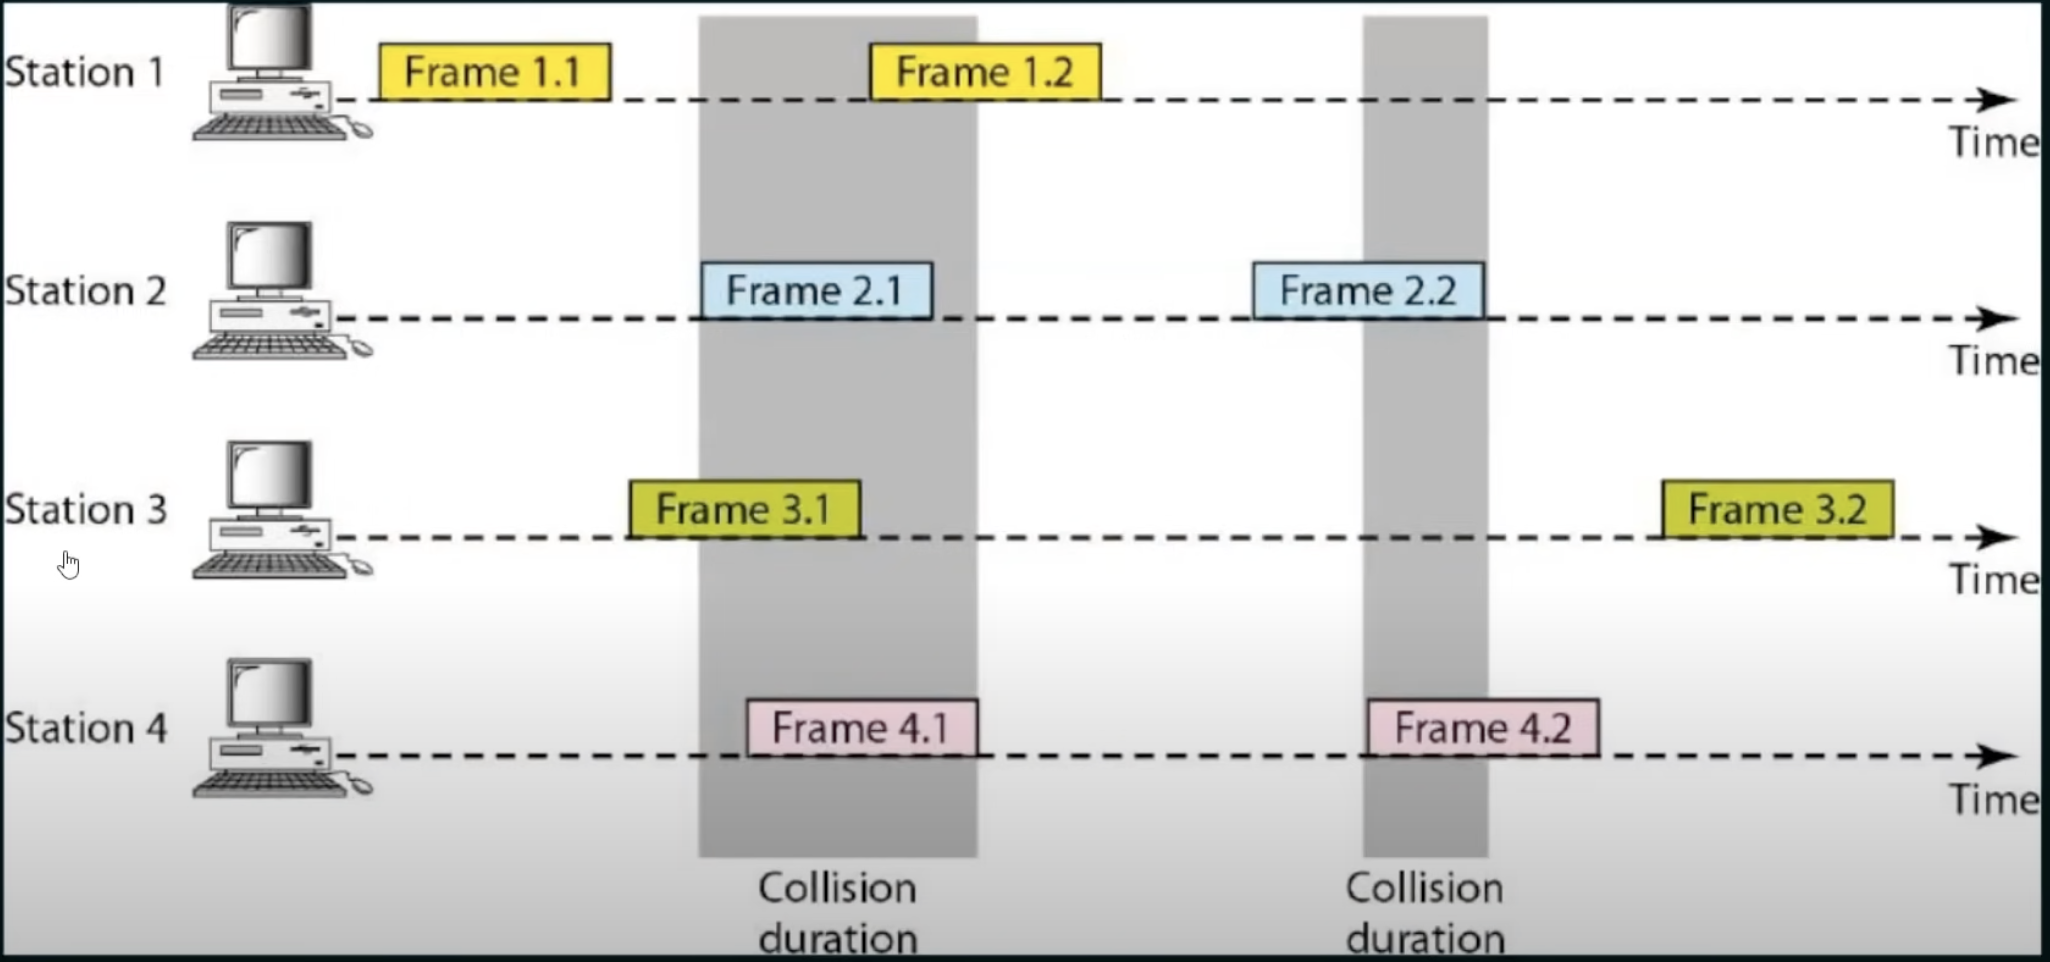 Station 1
Frame 1.1
Frame 1.2
Time
Station 2
Frame 2.1
Frame 2.2
Time
Station 3
Frame 3.1
Frame 3.2
Time
Station 4
Frame 4.1
Frame 4.2
Time
Collision
duration
Collision
duration